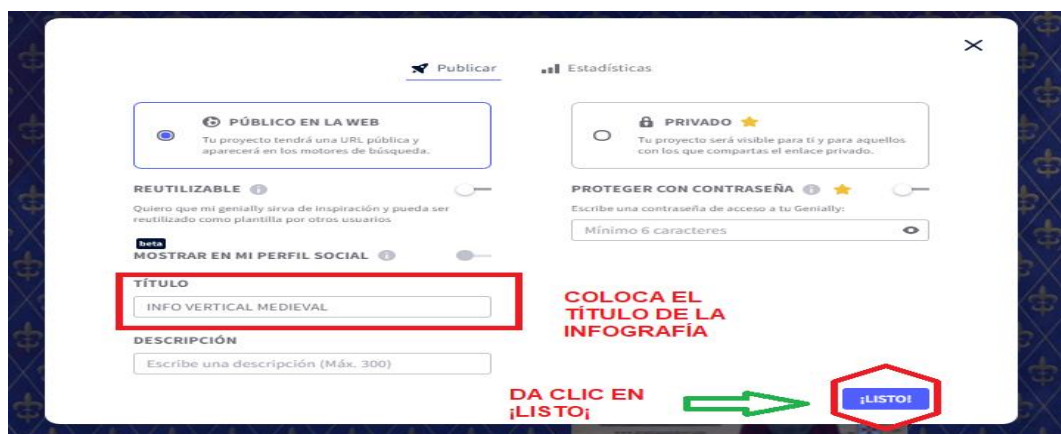 Publicar
Estadísticas
PÚBLICO EN LA WEB
Tu proyecto tendrá una URL pública y
aparecerá en los motores de búsqueda.
PRIVADO
Tu proyecto será visible para ti y para aquellos
con los que compartas el enlace privado.
REUTILIZABLE
Quiero que mi genially sirva de inspiración y pueda ser
reutilizado como plantilla por otros usuarios
PROTEGER CON CONTRASEÑA
Escribe una contraseña de acceso a tu Genially:
Mínimo 6 caracteres
beta
MOSTRAR EN MI PERFIL SOCIAL
TÍTULO
INFO VERTICAL MEDIEVAL
COLOCA EL
TÍTULO DE LA
INFOGRAFÍA
DESCRIPCIÓN
Escribe una descripción (Máx. 300)
DA CLIC EN
¡LISTO¡
¡LISTO!